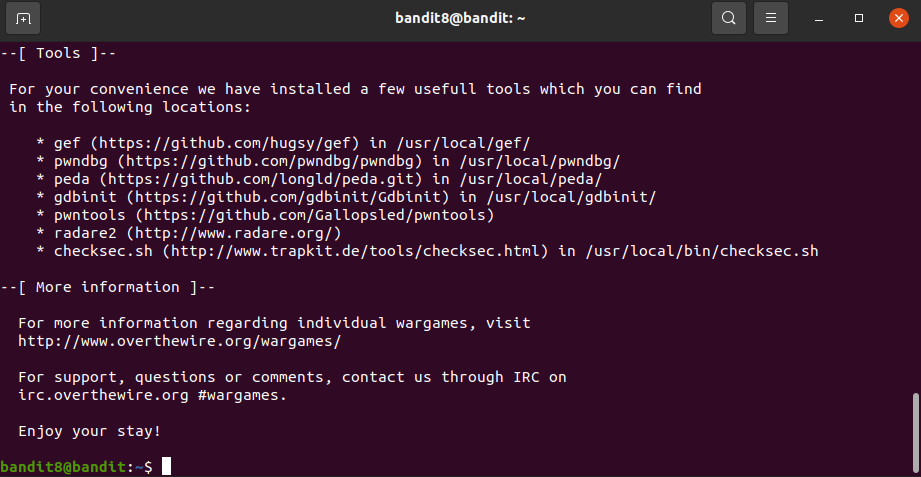 bandit8@bandit: ~
--[ Tools ]--
For your convenience we have installed a few usefull tools which you can find
in the following locations:
* gef (https://github.com/hugsy/gef) in /usr/local/gef/
* pwndbg (https://github.com/pwndbg/pwndbg) in /usr/local/pwndbg/
* peda (https://github.com/longld/peda.git) in /usr/local/peda/
* gdbinit (https://github.com/gdbinit/Gdbinit) in /usr/local/gdbinit/
* pwntools (https://github.com/Gallopsled/pwntools)
* radare2 (http://www.radare.org/)
* checksec.sh (http://www.trapkit.de/tools/checksec.html) in /usr/local/bin/checksec.sh
--[ More information ]--
For more information regarding individual wargames, visit
http://www.overthewire.org/wargames/
For support, questions or comments, contact us through IRC on
irc.overthewire.org #wargames.
Enjoy your stay!
bandit8@bandit:~$